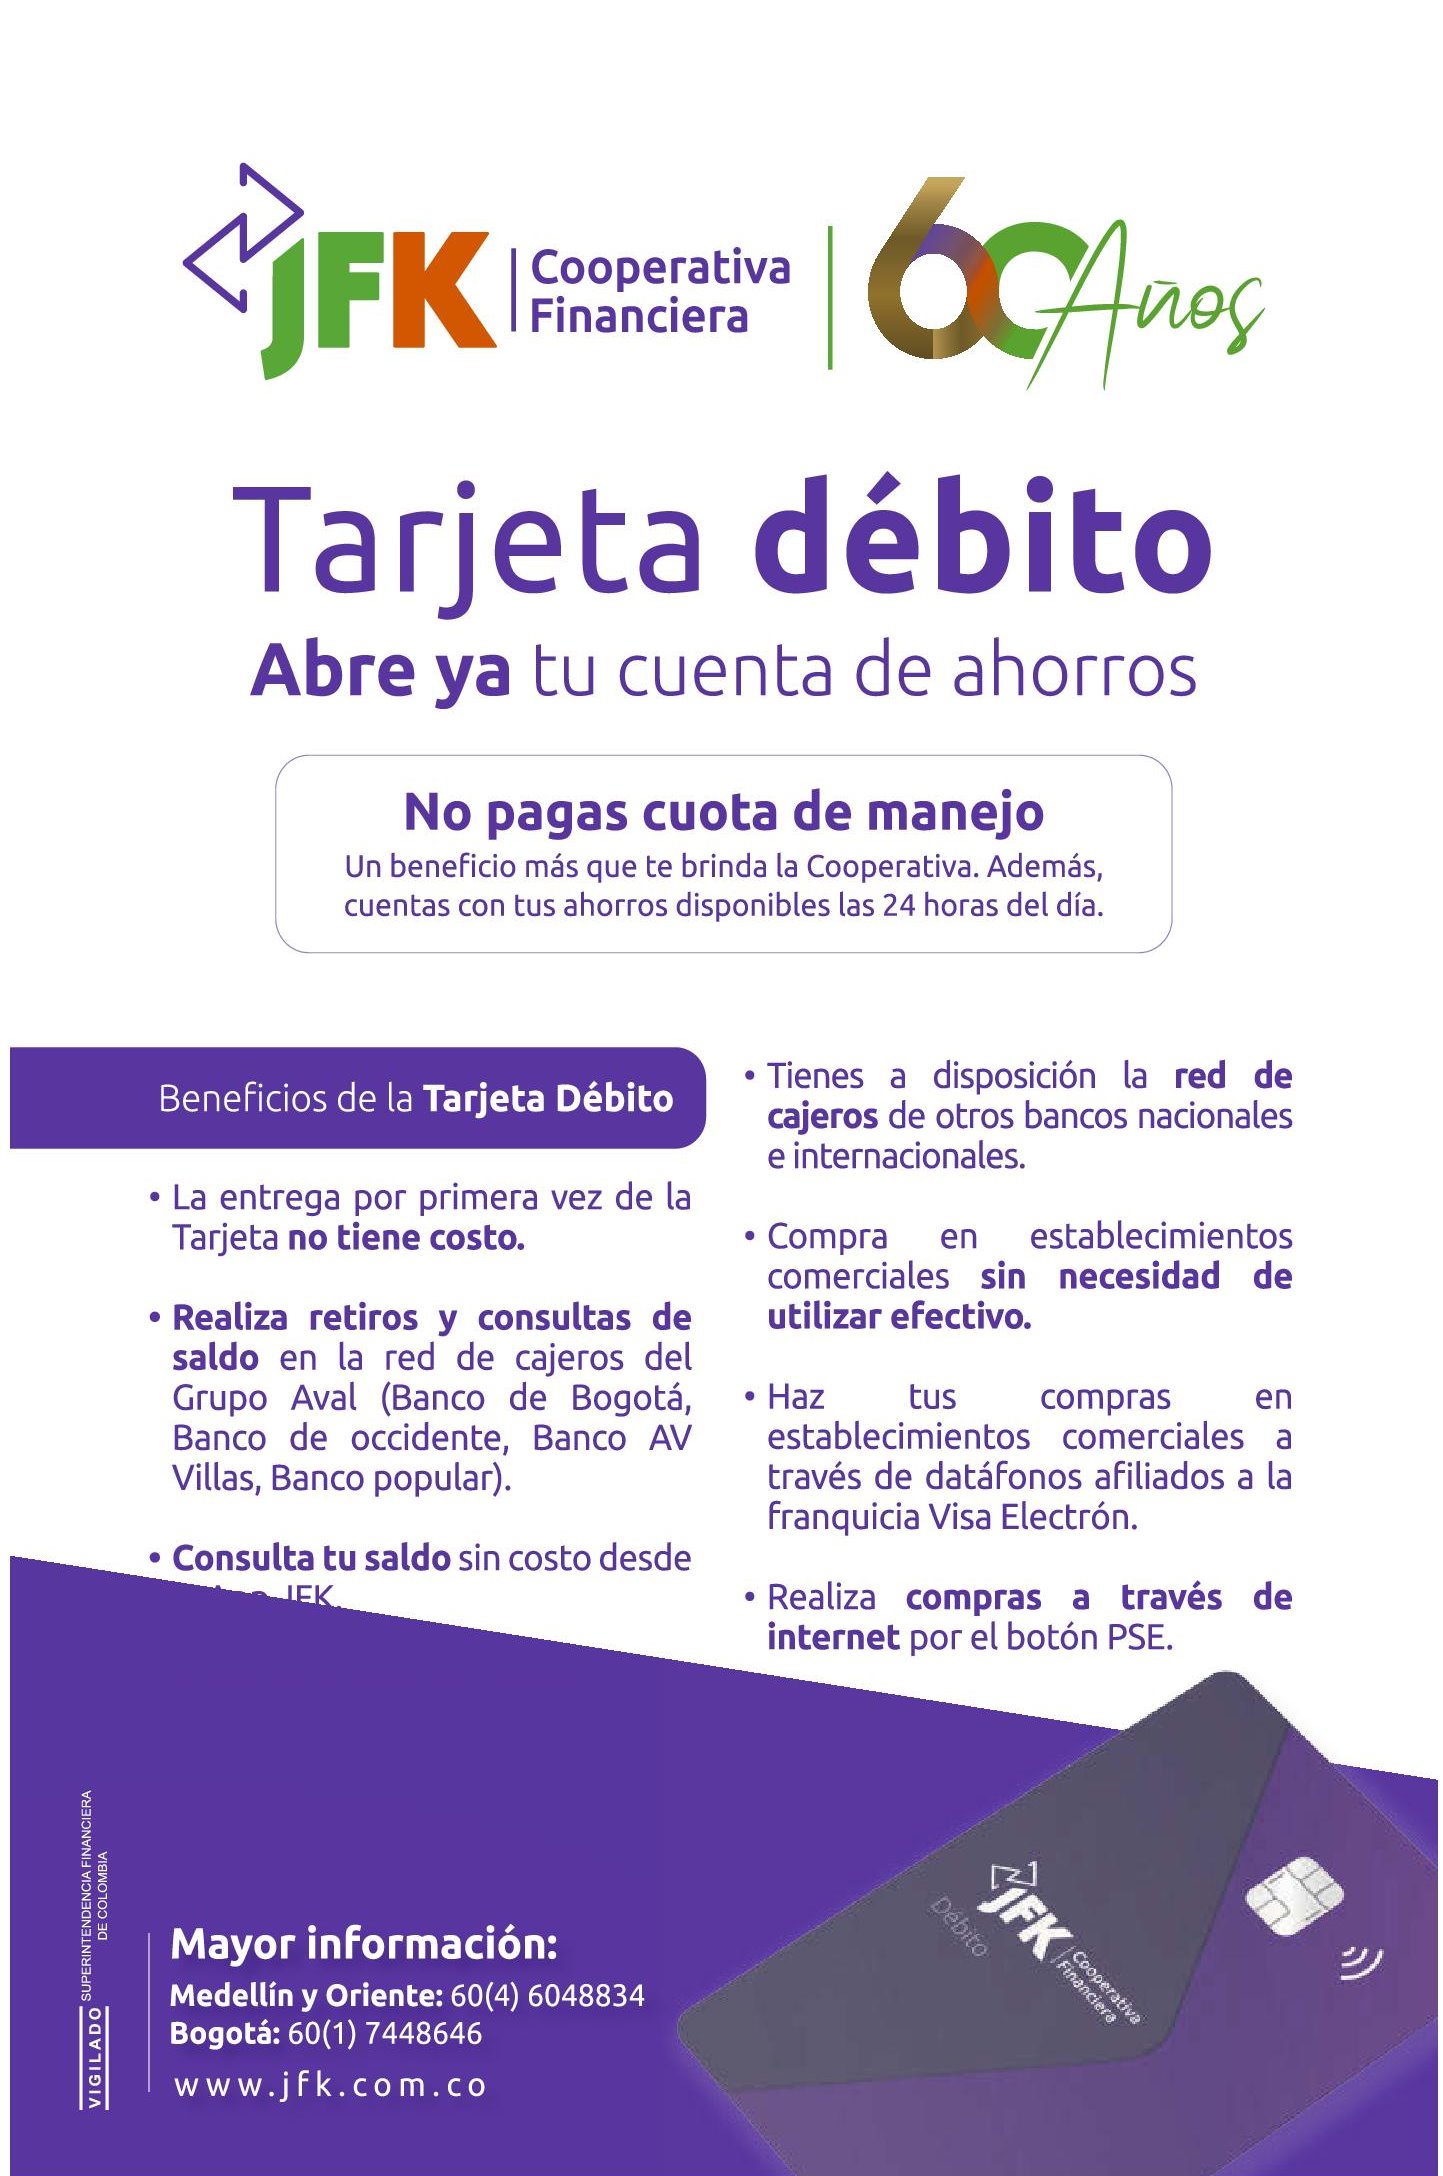 JFK
Cooperativa
Financiera
60 Años
Tarjeta débito
Abre ya tu cuenta de ahorros
No pagas cuota de manejo
Un beneficio más que te brinda la Cooperativa. Además,
cuentas con tus ahorros disponibles las 24 horas del día.
Beneficios de la Tarjeta Débito
• La entrega por primera vez de la
Tarjeta no tiene costo.
• Realiza retiros y consultas de
saldo en la red de cajeros del
Grupo Aval (Banco de Bogotá,
Banco de occidente, Banco AV
Villas, Banco popular).
• Consulta tu saldo sin costo desde
JFK.
• Tienes a disposición la red de
cajeros de otros bancos nacionales
e internacionales.
• Compra en establecimientos
comerciales sin necesidad de
utilizar efectivo.
• Haz tus compras en
establecimientos comerciales a
través de datáfonos afiliados a la
franquicia Visa Electrón.
• Realiza compras a través de
internet por el botón PSE.
VIGILADO SUPERINTENDENCIA FINANCIERA
DE COLOMBIA
Mayor información:
Medellín y Oriente: 60(4) 6048834
Bogotá: 60(1) 7448646
www.jfk.com.co
Débito
JFK
Cooperativa
Financiera